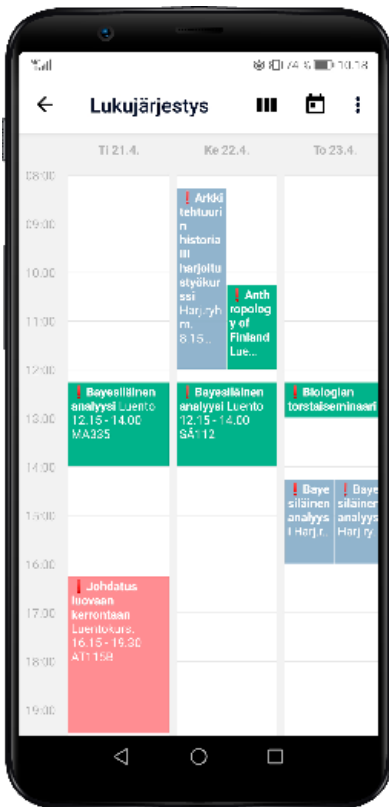 74 % 10.18
Lukujärjestys
Ti 21.4. Ke 22.4. To 23.4.
08:00
09:00
10:00
11:00
12:00
13:00
14:00
15:00
16:00
17:00
18:00
19:00
Bayesiläinen
analyysi Luento
12.15 - 14.00
MA335
Johdatus
luovaan
kerrontaan
Luentokurs.
16.15 - 19.30
AT115B
Arkki
tehtuuri
n
historia
III
harjoitu
styökur
ssi
Harj.ryh
m.
8.15...
Anth
ropolog
y of
Finland
Lue...
Bayesiläinen
analyysi Luento
12.15 - 14.00
SÄ112
Biologian
torstaiseminaari
Baye
siläinen
analyys
i Harj.r..
Baye
siläinen
analyys
Harj.ry